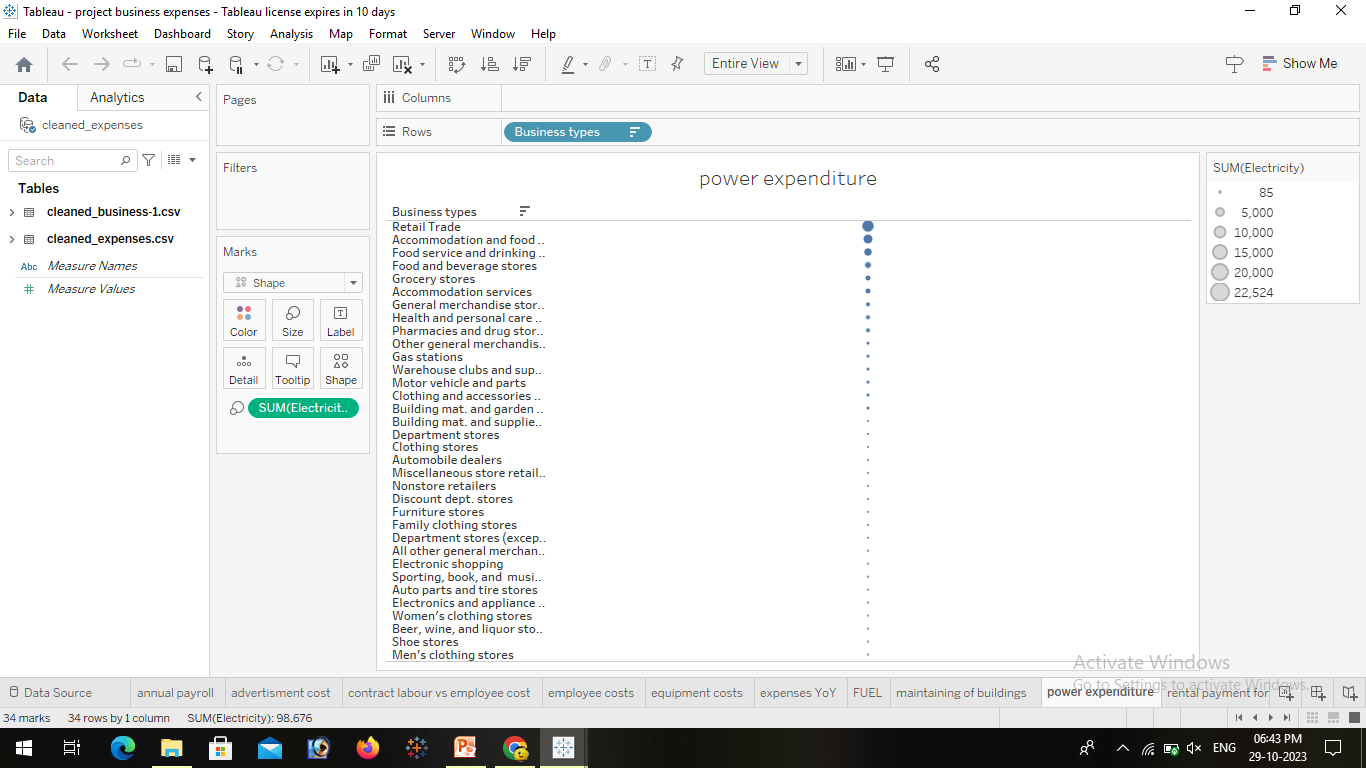 Tableau - project business expenses - Tableau license expires in 10 days
File Data Worksheet Dashboard Story Analysis Map Format Server Window Help
Entire View
Show Me
Data Analytics
cleaned_expenses
Search
Tables
cleaned_business-1.csv
cleaned_expenses.csv
Abc Measure Names
# Measure Values
Pages
Filters
Marks
Shape
Color Size Label
Detail Tooltip Shape
SUM(Electricit..
Columns
Rows Business types
power expenditure
Business types
Retail Trade
Accommodation and food ..
Food service and drinking ..
Food and beverage stores
Grocery stores
Accommodation services
General merchandise stor..
Health and personal care ..
Pharmacies and drug stor..
Other general merchandis..
Gas stations
Warehouse clubs and sup..
Motor vehicle and parts
Clothing and accessories ..
Building mat. and garden ..
Building mat. and supplie..
Department stores
Clothing stores
Automobile dealers
Miscellaneous store retail..
Nonstore retailers
Discount dept. stores
Furniture stores
Family clothing stores
Department stores (excep..
All other general merchan..
Electronic shopping
Sporting, book, and musi..
Auto parts and tire stores
Electronics and appliance ..
Women's clothing stores
Beer, wine, and liquor sto..
Shoe stores
Men's clothing stores
SUM(Electricity)
85
5,000
10,000
15,000
20,000
22,524
Activate Windows
Go to Settings to activate Windows.
Data Source annual payroll advertisment cost contract labour vs employee cost employee costs equipment costs expenses YoY FUEL maintaining of buildings power expenditure rental payment for
34 marks 34 rows by 1 column SUM(Electricity): 98,676
ENG
06:43 PM
29-10-2023